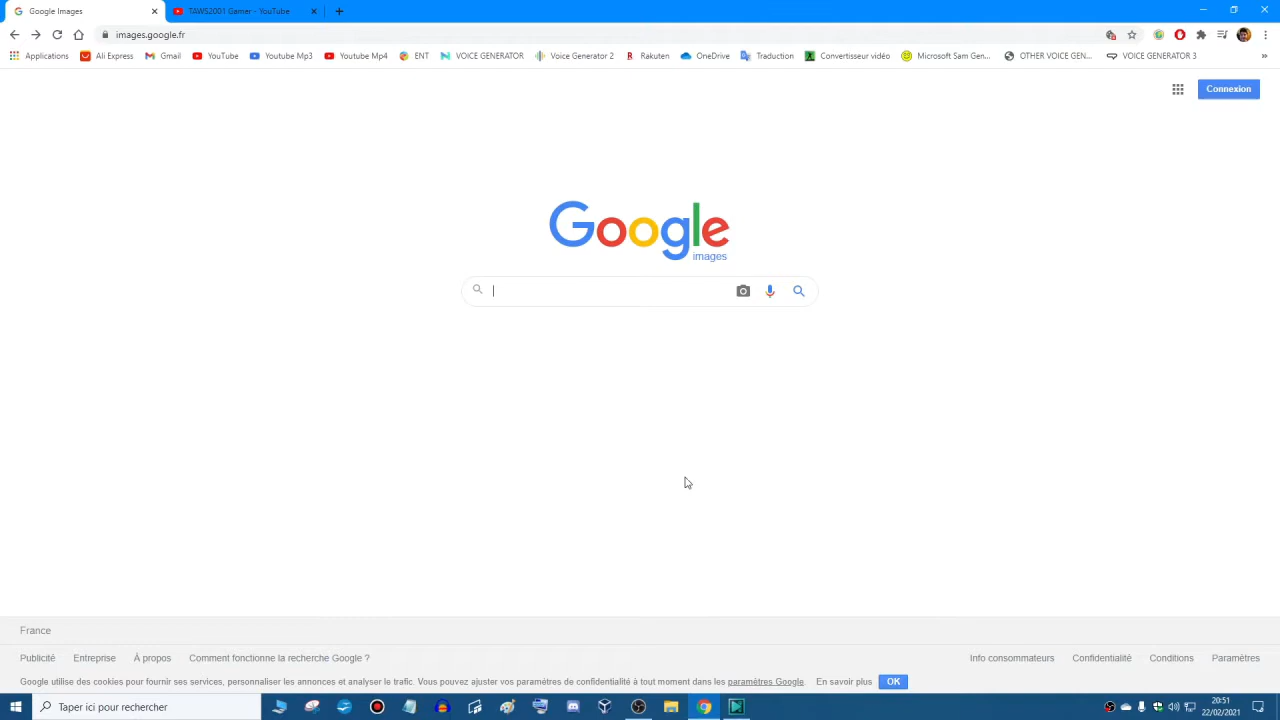 Google Images
TAWS2001 Gamer - YouTube
images.google.fr
Applications
Ali Express
Gmail
YouTube
Youtube Mp3
Youtube Mp4
ENT
VOICE GENERATOR
Voice Generator 2
Rakuten
OneDrive
Traduction
Convertisseur vidéo
Microsoft Sam Gen...
OTHER VOICE GEN...
VOICE GENERATOR 3
»
Connexion
Google
images
France
Publicité
Entreprise
À propos
Comment fonctionne la recherche Google ?
Info consommateurs
Confidentialité
Conditions
Paramètres
Google utilise des cookies pour fournir ses services, personnaliser les annonces et analyser le trafic. Vous pouvez ajuster vos paramètres de confidentialité à tout moment dans les paramètres Google. En savoir plus OK
Taper ici pour rechercher
20:51
22/02/2021